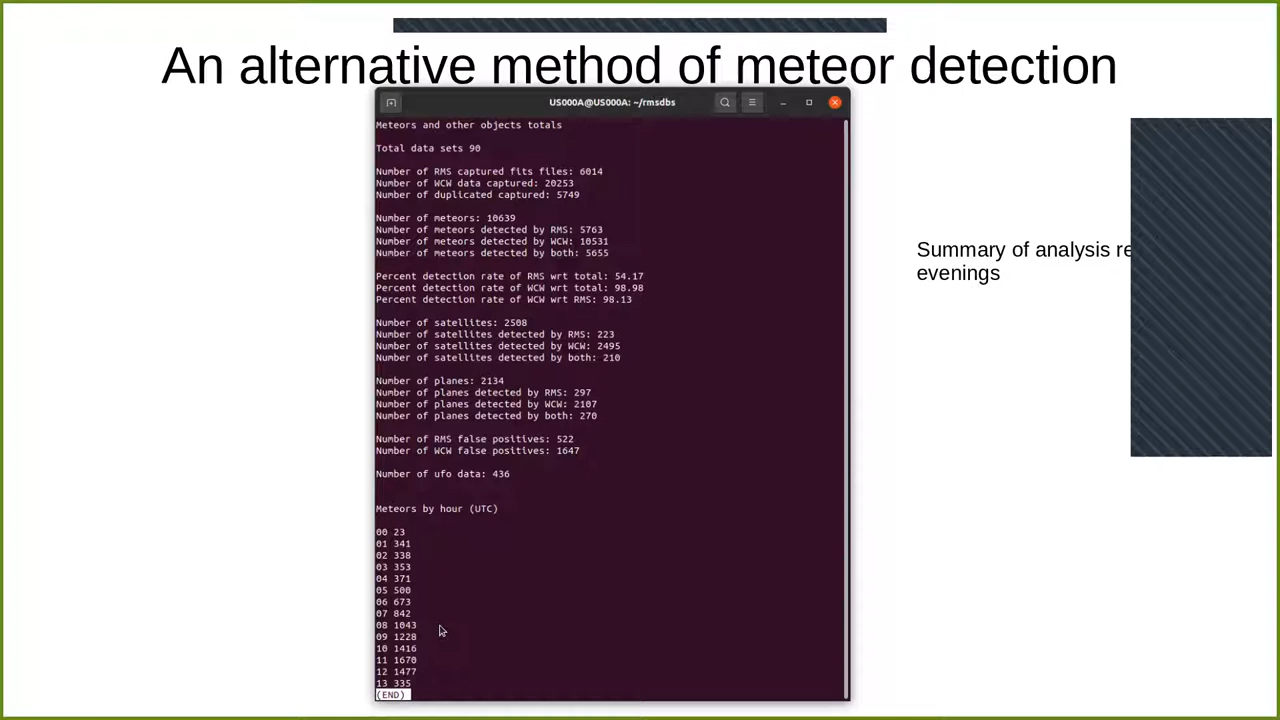 An alternative method of meteor detection
US000A@US000A: ~/rmsdbs
Meteors and other objects totals
Total data sets 90
Number of RMS captured fits files: 6014
Number of WCW data captured: 20253
Number of duplicated captured: 5749
Number of meteors: 10639
Number of meteors detected by RMS: 5763
Number of meteors detected by WCW: 10531
Number of meteors detected by both: 5655
Percent detection rate of RMS wrt total: 54.17
Percent detection rate of WCW wrt total: 98.98
Percent detection rate of WCW wrt RMS: 98.13
Number of satellites: 2508
Number of satellites detected by RMS: 223
Number of satellites detected by WCW: 2495
Number of satellites detected by both: 210
Number of planes: 2134
Number of planes detected by RMS: 297
Number of planes detected by WCW: 2107
Number of planes detected by both: 270
Number of RMS false positives: 522
Number of WCW false positives: 1647
Number of ufo data: 436
Meteors by hour (UTC)
00 23
01 341
02 338
03 353
04 371
05 500
06 673
07 842
08 1043
09 1228
10 1416
11 1670
12 1477
13 335
(END)
Summary of analysis
evenings